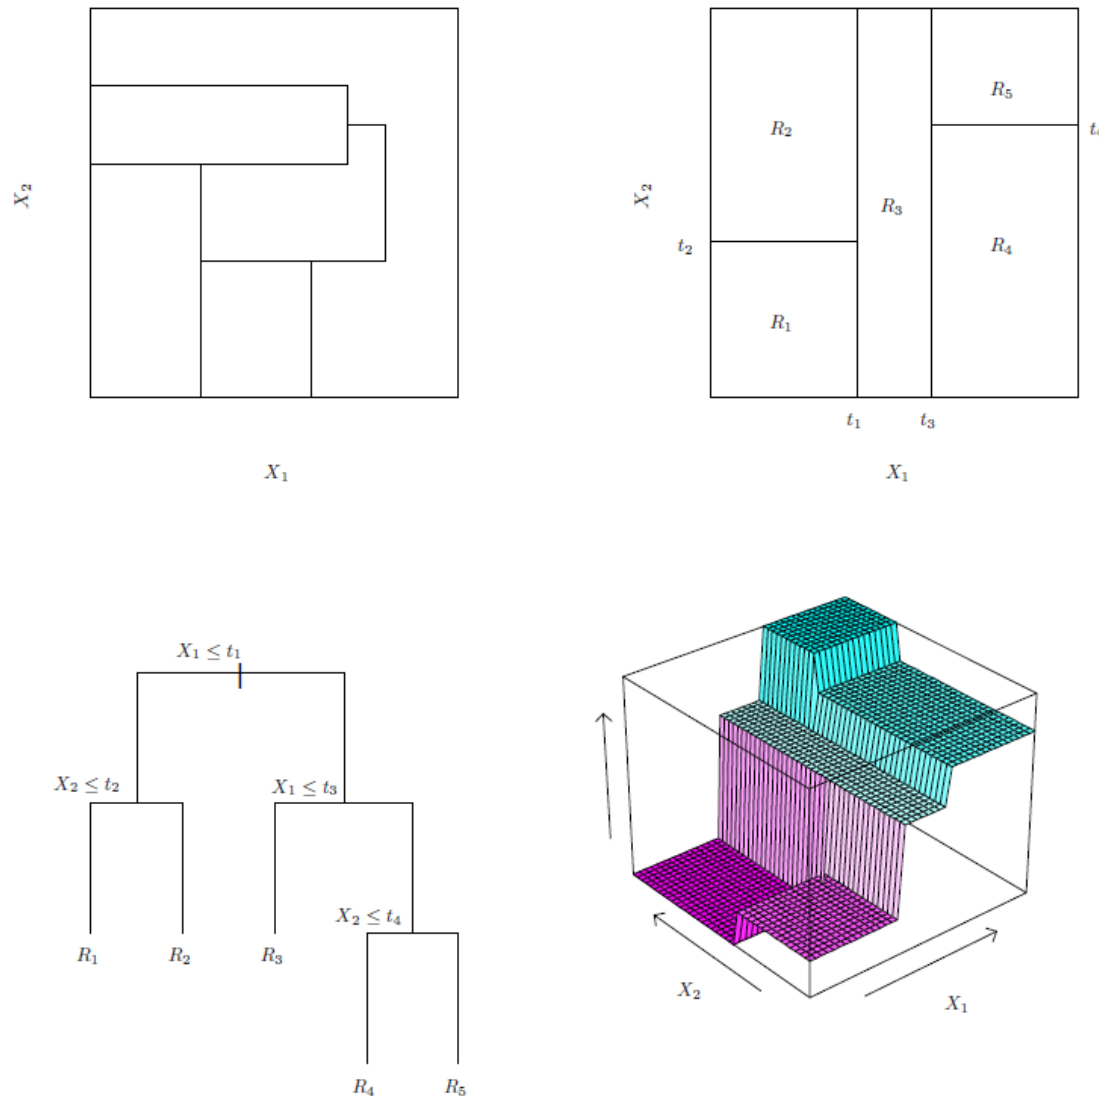 X₂
X₁
R₂
R₅
R₃
R₄
R₁
X₂
t₂
t₁
t₃
X₁
X₁ ≤ t₁
X₂ ≤ t₂
X₁ ≤ t₃
X₂ ≤ t₄
R₁
R₂
R₃
R₄
R₅
X₂
X₁